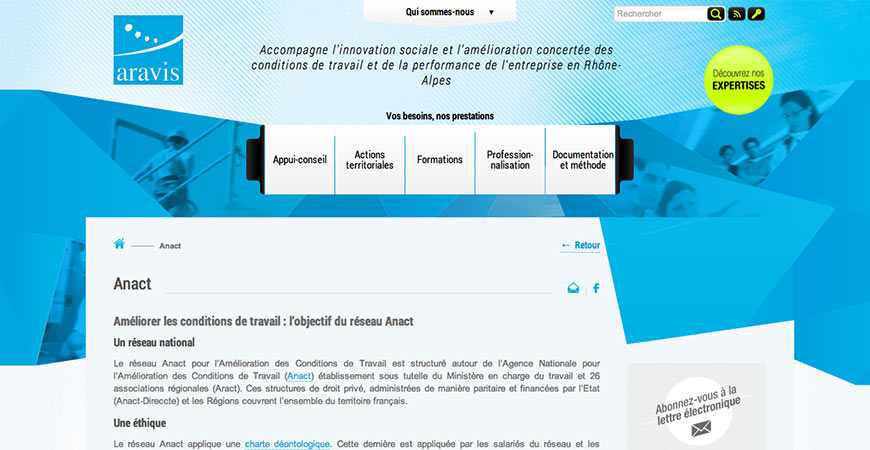 Qui sommes-nous ▼
Rechercher
aravis
Accompagne l'innovation sociale et l'amélioration concertée des
conditions de travail et de la performance de l'entreprise en Rhône-
Alpes
Découvrez nos
EXPERTISES
Vos besoins, nos prestations
Appui-conseil
Actions
territoriales
Formations
Profession-
nalisation
Documentation
et méthode
Anact
← Retour
Anact
Améliorer les conditions de travail : l'objectif du réseau Anact
Un réseau national
Le réseau Anact pour l'Amélioration des Conditions de Travail est structuré autour de l'Agence Nationale pour
l'Amélioration des Conditions de Travail (Anact) établissement sous tutelle du Ministère en charge du travail et 26
associations régionales (Aract). Ces structures de droit privé, administrées de manière paritaire et financées par l'Etat
(Anact-Direccte) et les Régions couvrent l'ensemble du territoire français.
Une éthique
Le réseau Anact applique une charte déontologique. Cette dernière est appliquée par les salariés du réseau et les
Abonnez-vous à la
lettre électronique